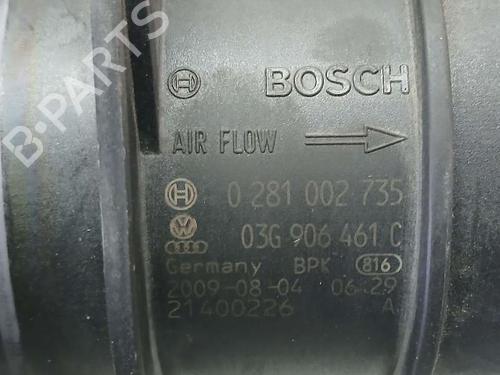 BOSCH
AIR FLOW
0 281 002 735
03G 906 461 C
Germany BPK 816
2009-08-04 06:29
21400226 A